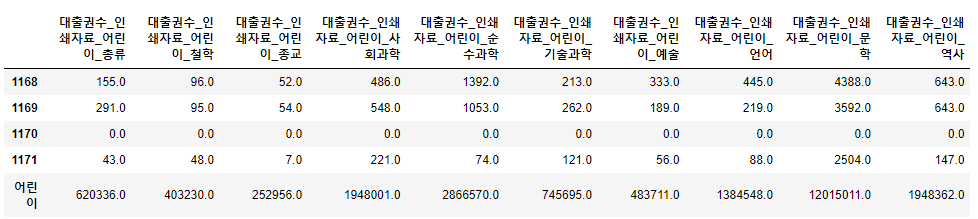 대출권수_인쇄자료_어린이_총류 대출권수_인쇄자료_어린이_철학 대출권수_인쇄자료_어린이_종교 대출권수_인쇄자료_어린이_사회과학 대출권수_인쇄자료_어린이_순수과학 대출권수_인쇄자료_어린이_기술과학 대출권수_인쇄자료_어린이_예술 대출권수_인쇄자료_어린이_언어 대출권수_인쇄자료_어린이_문학 대출권수_인쇄자료_어린이_역사
1168 155.0 96.0 52.0 486.0 1392.0 213.0 333.0 445.0 4388.0 643.0
1169 291.0 95.0 54.0 548.0 1053.0 262.0 189.0 219.0 3592.0 643.0
1170 0.0 0.0 0.0 0.0 0.0 0.0 0.0 0.0 0.0 0.0
1171 43.0 48.0 7.0 221.0 74.0 121.0 56.0 88.0 2504.0 147.0
어린이 620336.0 403230.0 252956.0 1948001.0 2866570.0 745695.0 483711.0 1384548.0 12015011.0 1948362.0